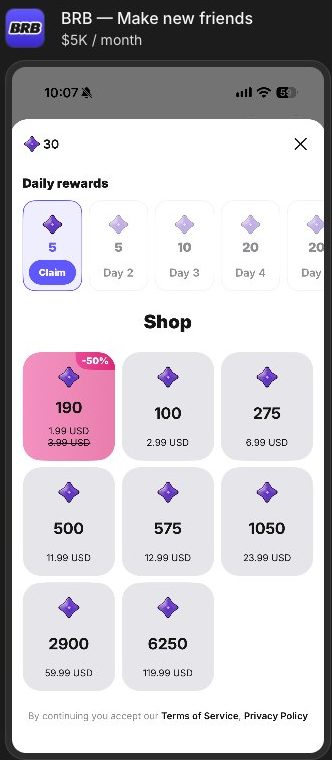 BRB
BRB — Make new friends
$5K / month
10:07
30
Daily rewards
5
Claim
5
Day 2
10
Day 3
20
Day 4
20
Shop
-50%
190
1.99 USD
3.99 USD
100
2.99 USD
275
6.99 USD
500
11.99 USD
575
12.99 USD
1050
23.99 USD
2900
59.99 USD
6250
119.99 USD
By continuing you accept our Terms of Service, Privacy Policy